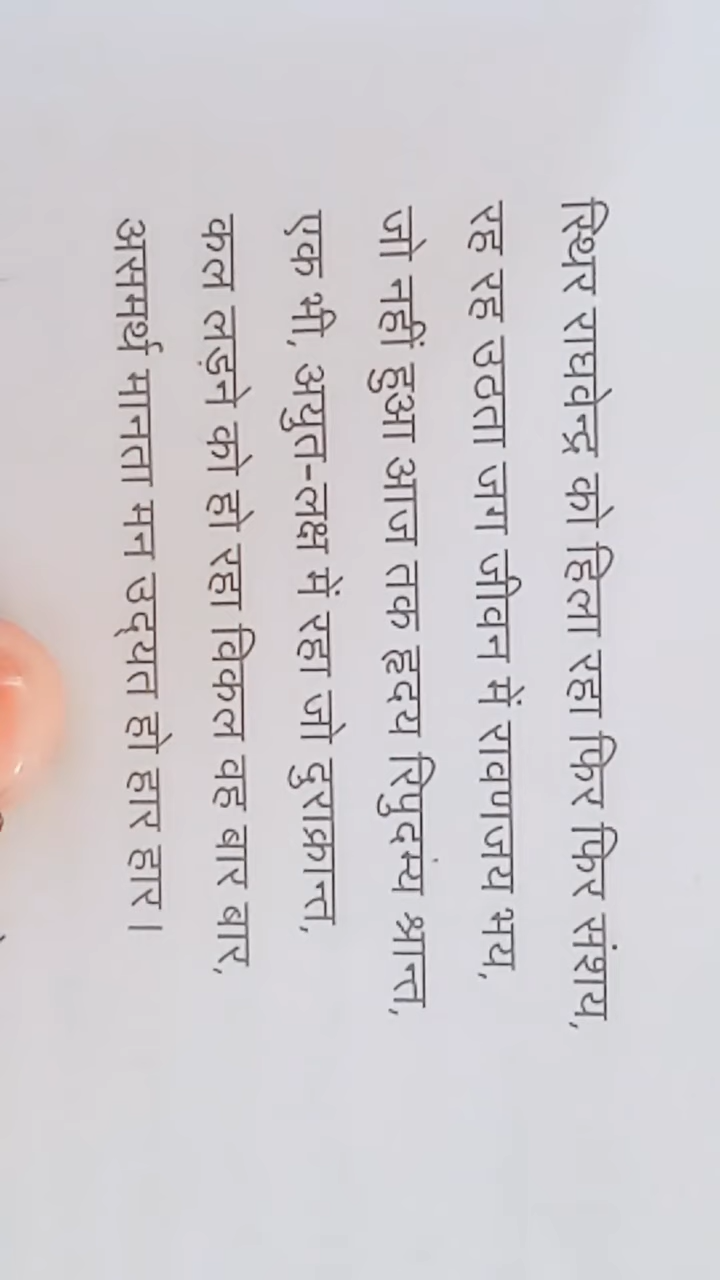 स्थिर राघवेन्द्र को हिला रहा फिर फिर संशय,
रह रह उठता जग जीवन में रावणजय भय,
जो नहीं हुआ आज तक हृदय रिपुदम्य श्रान्त,
एक भी, अयुत-लक्ष में रहा जो दुराक्रान्त,
कल लड़ने को हो रहा विकल वह बार बार,
असमर्थ मानता मन उद्यत हो हार हार।